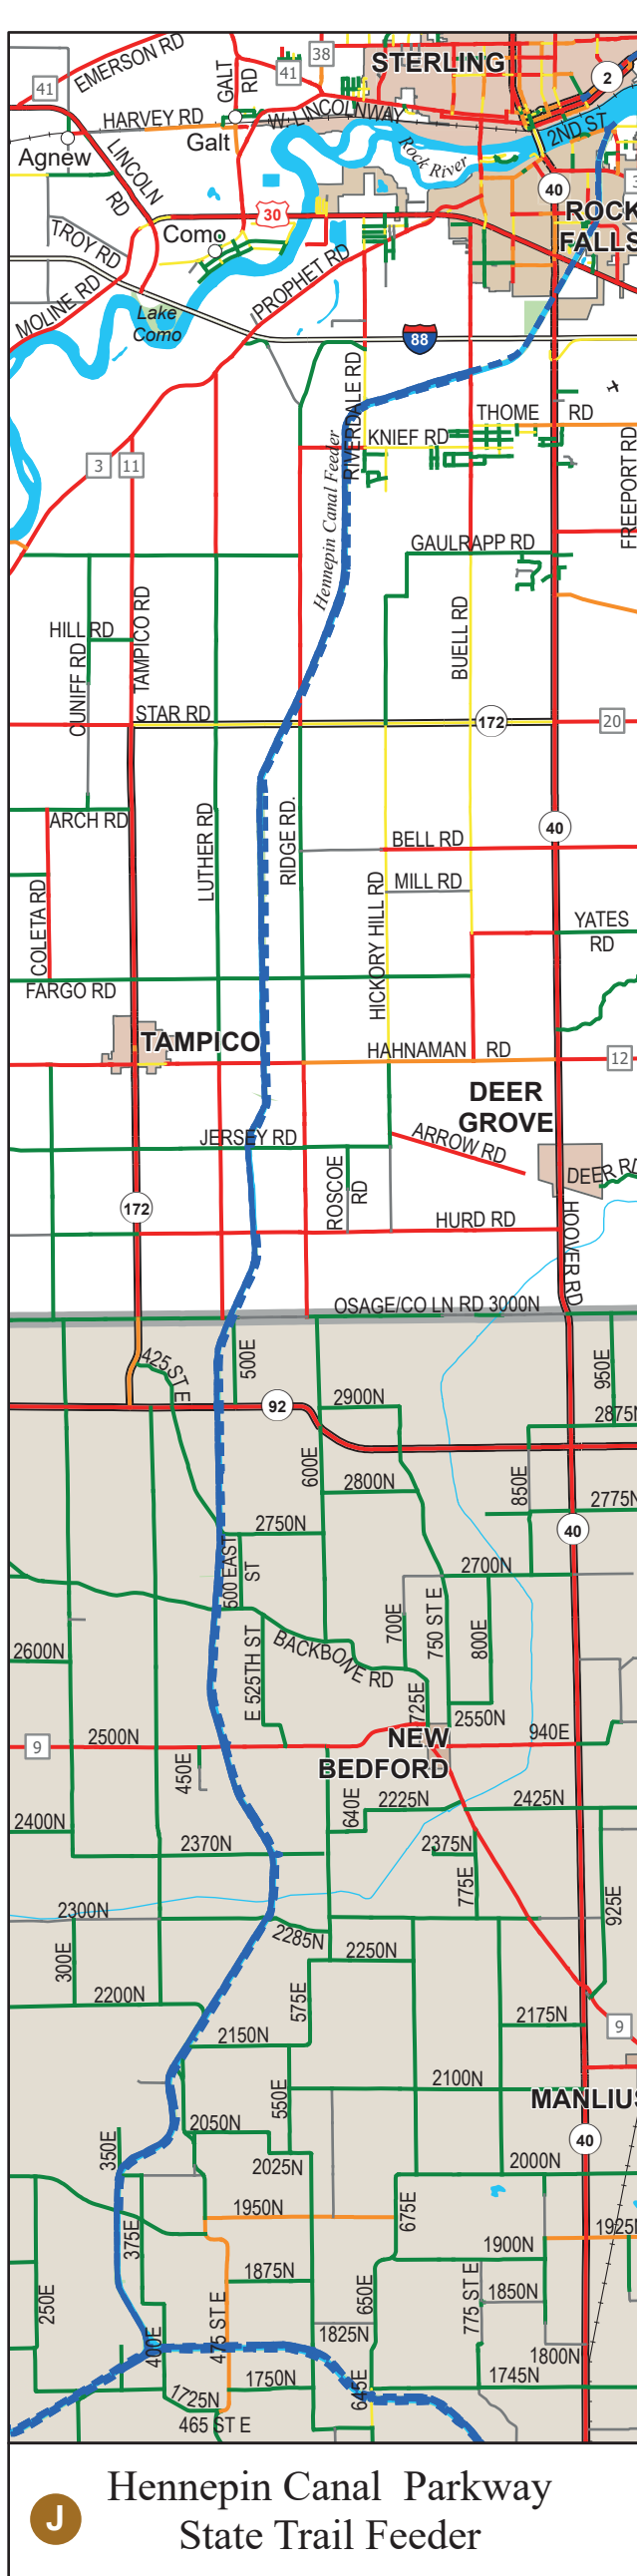 EMERSON RD
38
41
41
GALT
RD
STERLING
2
HARVEY RD
W. LINCOLNWAY
2ND ST
Agnew
Galt
Rock River
LINCOLN
RD
40
30
ROCK
FALLS
TROY RD
Como
PROPHET RD
MOLINE RD
Lake
Como
88
RIVERDALE RD
THOME RD
KNIEF RD
3
11
FREEPORT RD
Hennepin Canal Feeder
GAULRAPP RD
HILL RD
CUNIFF RD
TAMPICO RD
BUELL RD
STAR RD
172
20
ARCH RD
LUTHER RD
RIDGE RD.
40
BELL RD
MILL RD
COLETA RD
HICKORY HILL RD
YATES
RD
FARGO RD
TAMPICO
HAHNAMAN RD
12
DEER
GROVE
JERSEY RD
ARROW RD
ROSCOE
RD
DEER RD
172
HURD RD
HOOVER RD
OSAGE/CO LN RD 3000N
425 ST E
500E
950E
92
2900N
2875N
600E
2800N
850E
2775N
2750N
40
500 EAST
ST
2700N
700E
750 ST E
800E
E 525TH ST
BACKBONE RD
2600N
725E
2550N
9
2500N
NEW
BEDFORD
940E
450E
640E
2225N
2425N
2400N
2370N
2375N
775E
925E
2300N
2285N
300E
2250N
2200N
575E
2175N
9
2150N
550E
2100N
MANLIUS
2050N
350E
40
2025N
2000N
1950N
675E
375E
1925N
1900N
1875N
250E
650E
775 ST E
1850N
475 ST E
1825N
400E
1800N
1750N
1745N
645E
1725N
465 ST E
J
Hennepin Canal Parkway
State Trail Feeder